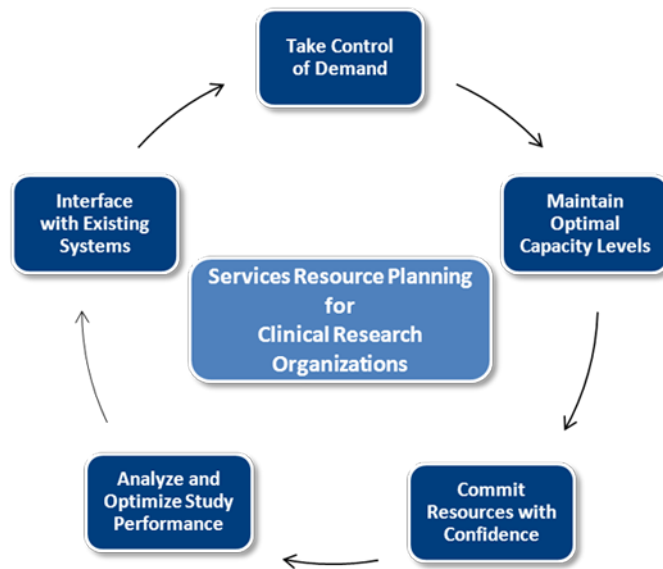 Take Control
of Demand
Maintain
Optimal
Capacity Levels
Commit
Resources with
Confidence
Analyze and
Optimize Study
Performance
Interface
with Existing
Systems
Services Resource Planning
for
Clinical Research
Organizations